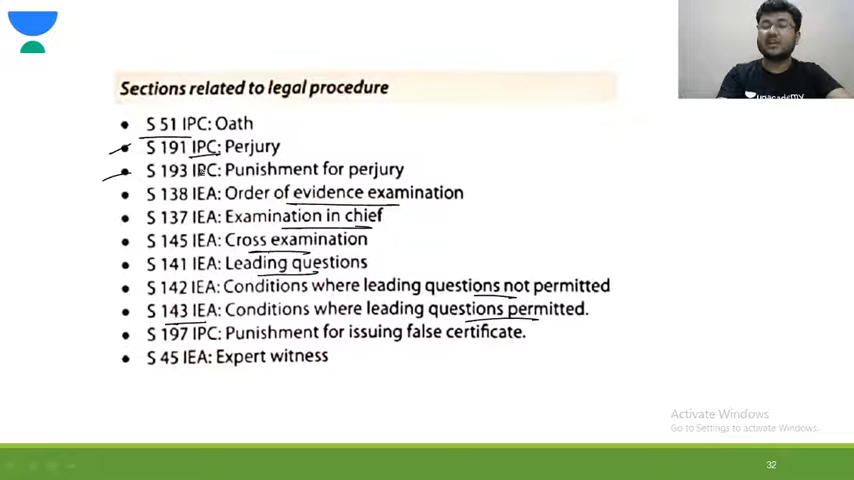 Sections related to legal procedure
• S 51 IPC: Oath
• S 191 IPC: Perjury
• S 193 IPC: Punishment for perjury
• S 138 IEA: Order of evidence examination
• S 137 IEA: Examination in chief
• S 145 IEA: Cross examination
• S 141 IEA: Leading questions
• S 142 IEA: Conditions where leading questions not permitted
• S 143 IEA: Conditions where leading questions permitted.
• S 197 IPC: Punishment for issuing false certificate.
• S 45 IEA: Expert witness
unacademy
Activate Windows
Go to Settings to activate Windows.
32